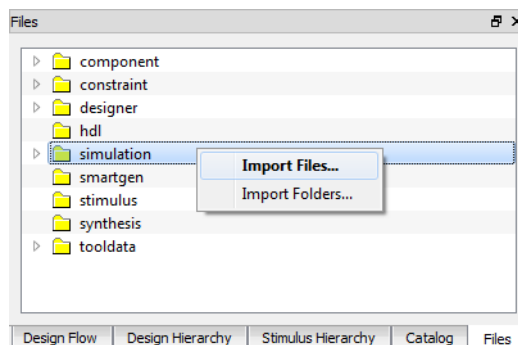 Files
component
constraint
designer
hdl
simulation
Import Files...
smartgen
Import Folders...
stimulus
synthesis
tooldata
Design Flow Design Hierarchy Stimulus Hierarchy Catalog Files